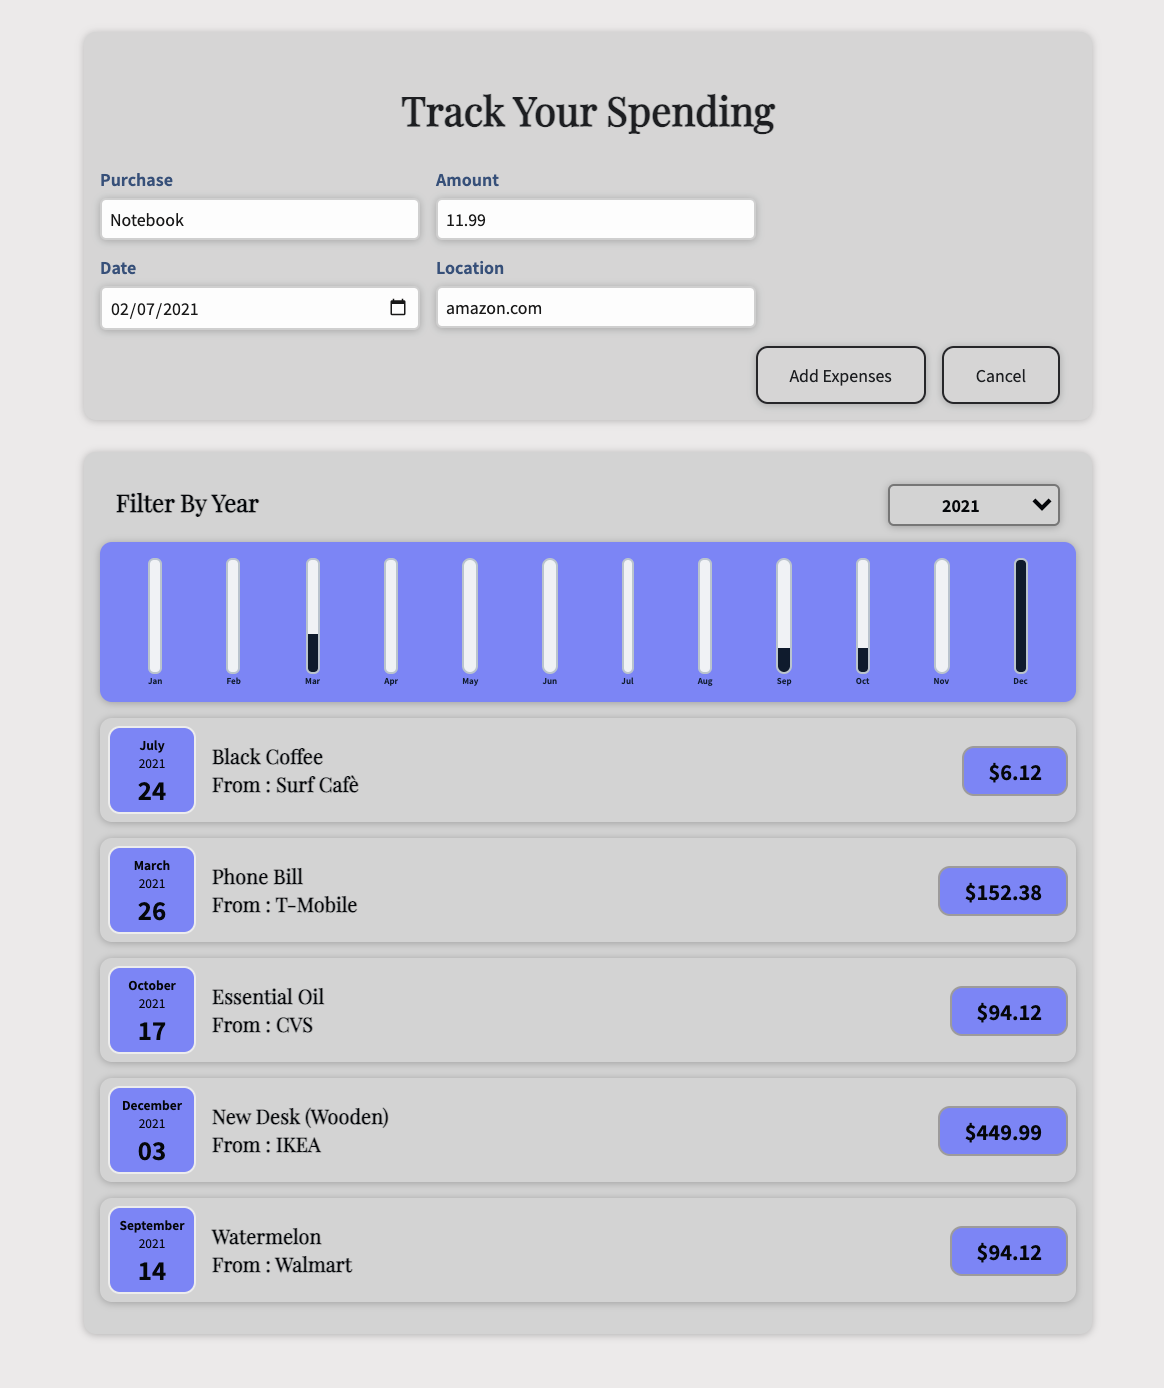 Track Your Spending
Purchase
Amount
Notebook
11.99
Date
Location
02/07/2021
amazon.com
Add Expenses
Cancel
Filter By Year
2021
Jan Feb Mar Apr May Jun Jul Aug Sep Oct Nov Dec
July
2021
24
Black Coffee
From : Surf Cafè
$6.12
March
2021
26
Phone Bill
From : T-Mobile
$152.38
October
2021
17
Essential Oil
From : CVS
$94.12
December
2021
03
New Desk (Wooden)
From : IKEA
$449.99
September
2021
14
Watermelon
From : Walmart
$94.12